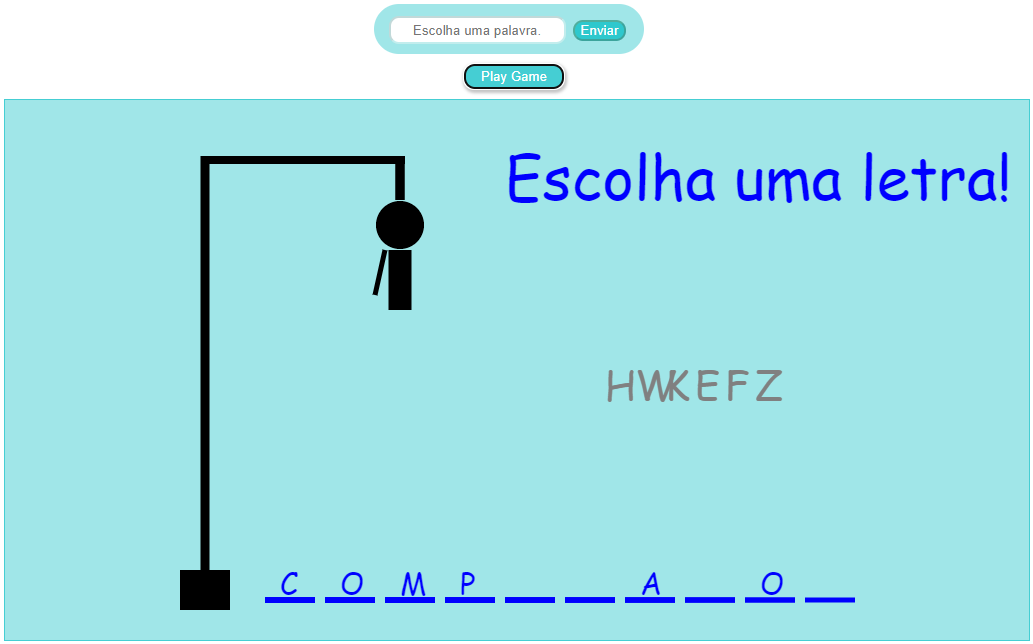 Escolha uma palavra. Enviar
Play Game
Escolha uma letra!
HWKEFZ
C O M P _ _ A _ O _